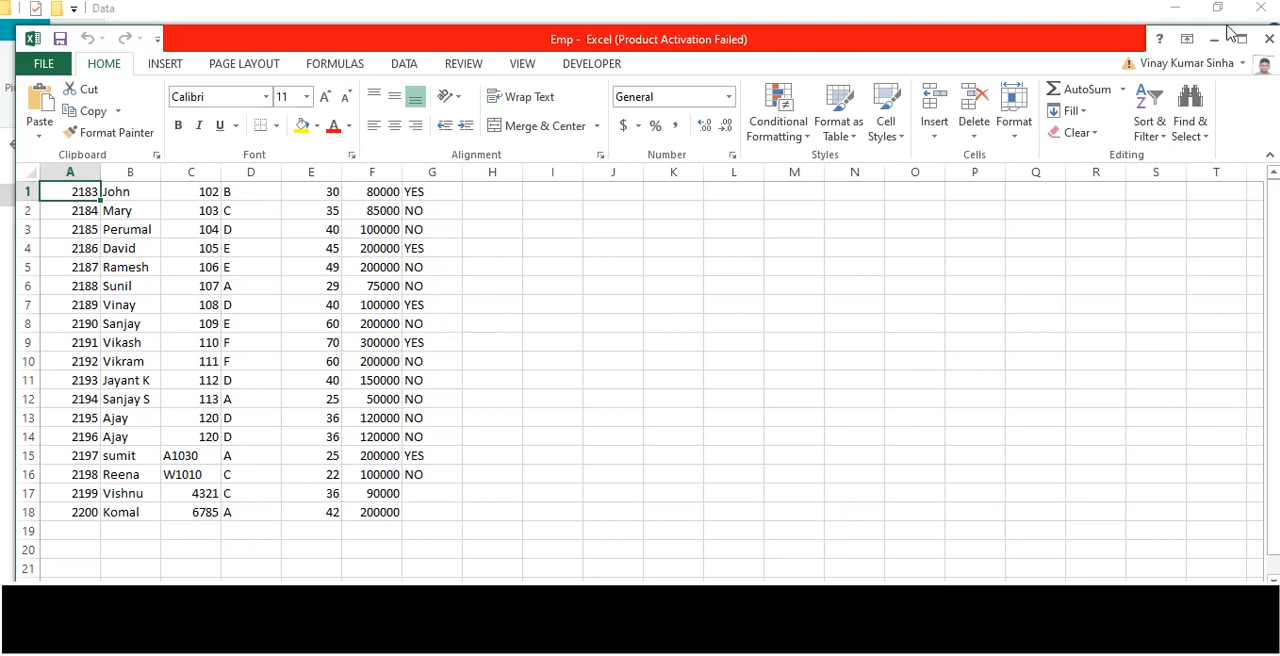 Data
Emp - Excel (Product Activation Failed)
?
FILE HOME INSERT PAGE LAYOUT FORMULAS DATA REVIEW VIEW DEVELOPER Vinay Kumar Sinha
Paste Cut Copy Format Painter
Calibri 11 A A
B I U A
Wrap Text
Merge & Center
General
$ % ,
Conditional Formatting Format as Table Cell Styles
Insert Delete Format
AutoSum Fill Clear
Sort & Filter Find & Select
Clipboard Font Alignment Number Styles Cells Editing
A B C D E F G H I J K L M N O P Q R S T
1 2183 John 102 B 30 80000 YES
2 2184 Mary 103 C 35 85000 NO
3 2185 Perumal 104 D 40 100000 NO
4 2186 David 105 E 45 200000 YES
5 2187 Ramesh 106 E 49 200000 NO
6 2188 Sunil 107 A 29 75000 NO
7 2189 Vinay 108 D 40 100000 YES
8 2190 Sanjay 109 E 60 200000 NO
9 2191 Vikash 110 F 70 300000 YES
10 2192 Vikram 111 F 60 200000 NO
11 2193 Jayant K 112 D 40 150000 NO
12 2194 Sanjay S 113 A 25 50000 NO
13 2195 Ajay 120 D 36 120000 NO
14 2196 Ajay 120 D 36 120000 NO
15 2197 sumit A1030 A 25 200000 YES
16 2198 Reena W1010 C 22 100000 NO
17 2199 Vishnu 4321 C 36 90000
18 2200 Komal 6785 A 42 200000
19
20
21